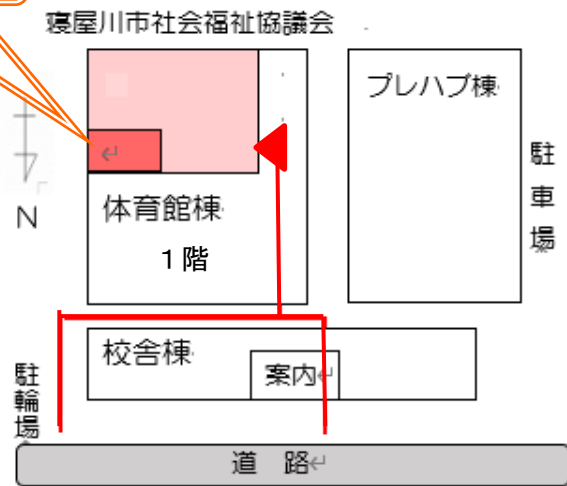 寝屋川市社会福祉協議会
プレハブ棟
駐車場
N
体育館棟
1階
校舎棟
案内
駐輪場
道 路